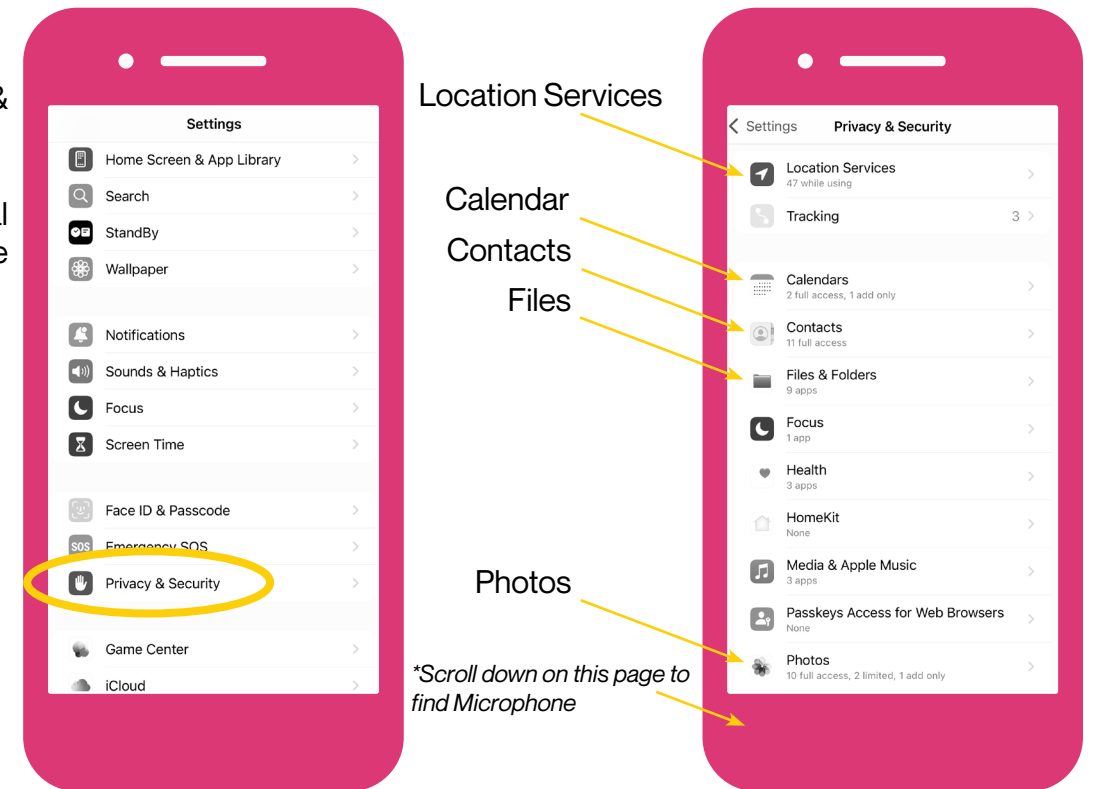 &
al
e
Settings
Home Screen & App Library
Search
StandBy
Wallpaper
Notifications
Sounds & Haptics
Focus
Screen Time
Face ID & Passcode
SOS Emergency SOS
Privacy & Security
Game Center
iCloud
Location Services
Calendar
Contacts
Files
Photos
*Scroll down on this page to
find Microphone
Settings Privacy & Security
Location Services
47 while using
Tracking 3
Calendars
2 full access, 1 add only
Contacts
11 full access
Files & Folders
9 apps
Focus
1 app
Health
3 apps
HomeKit
None
Media & Apple Music
3 apps
Passkeys Access for Web Browsers
None
Photos
10 full access, 2 limited, 1 add only